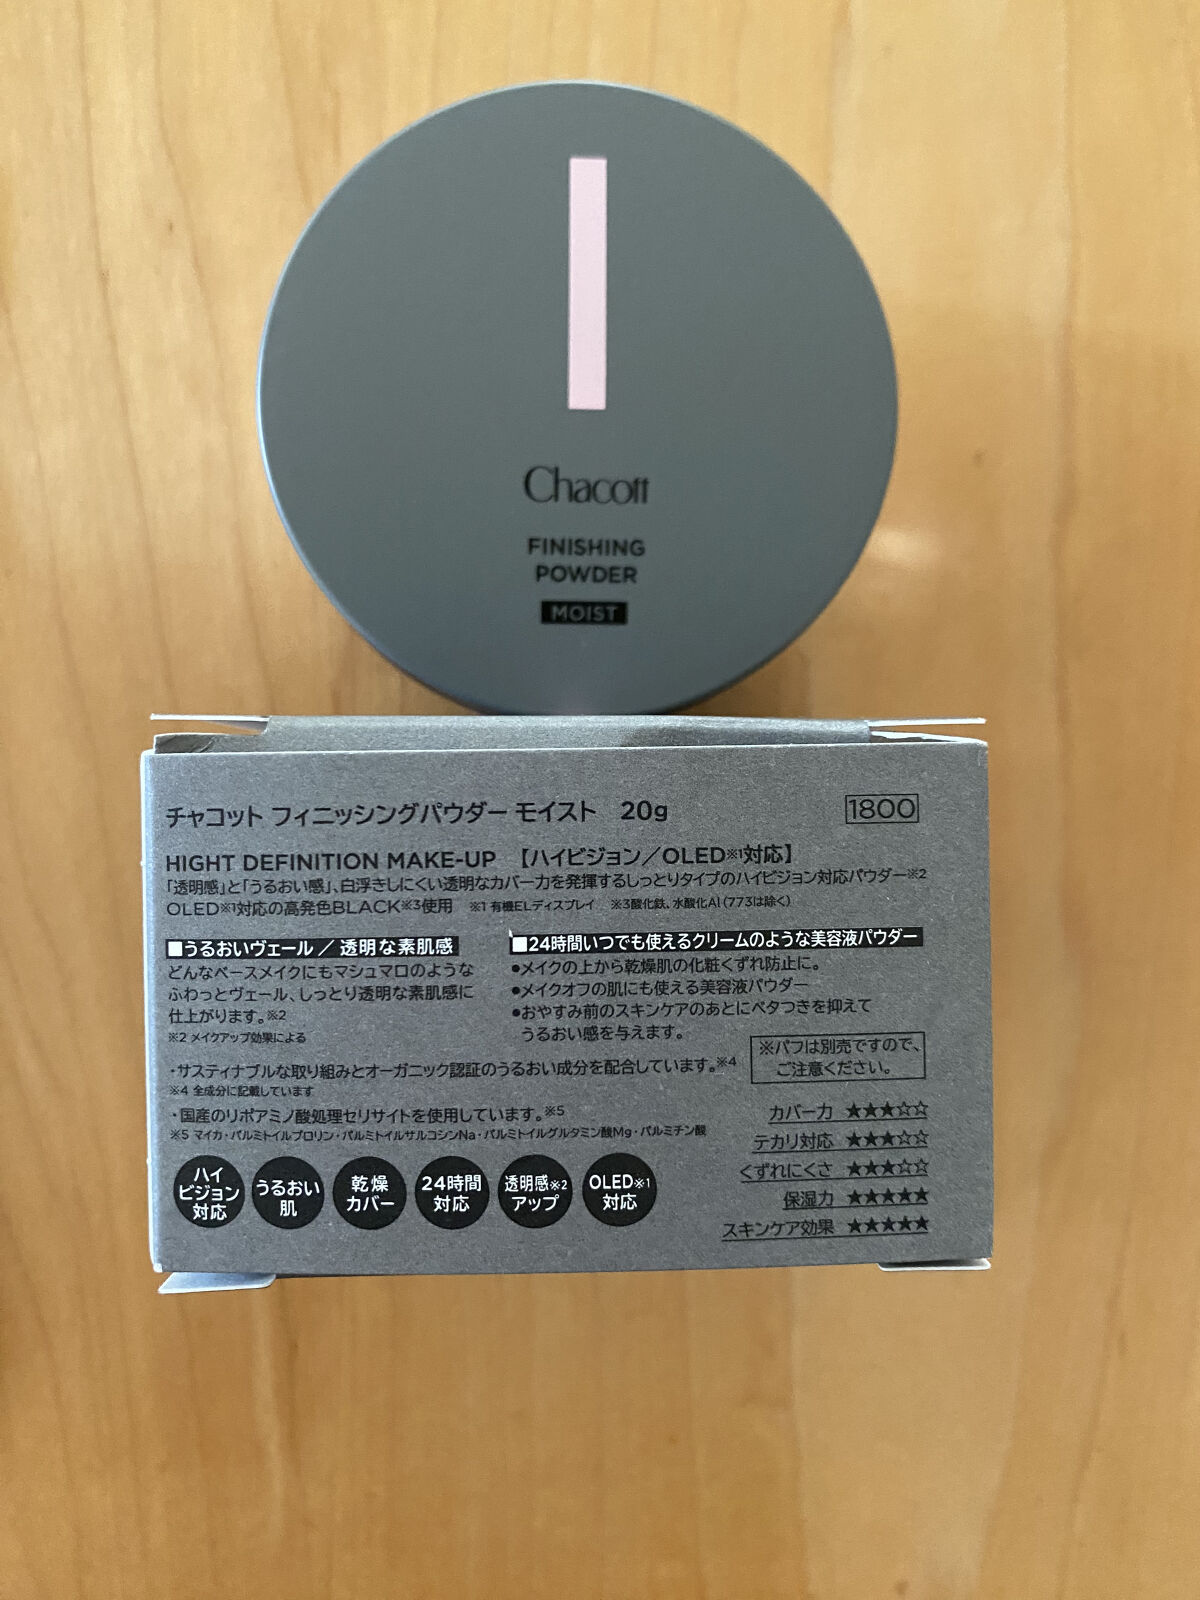 Chacott
FINISHING
POWDER
MOIST
チャコット フィニッシングパウダー モイスト 20g
1800
HIGHT DEFINITION MAKE-UP 【ハイビジョン/OLED※1対応】
「透明感」と「うるおい感」、白浮きしにくい透明なカバー力を発揮するしっとりタイプのハイビジョン対応パウダー※2
OLED※1対応の高発色BLACK※3使用 ※1 有機ELディスプレイ ※3酸化鉄、水酸化Al(773は除く)
■うるおいヴェール / 透明な素肌感
どんなベースメイクにもマシュマロのような
ふわっとヴェール、しっとり透明な素肌感に
仕上がります。※2
※2 メイクアップ効果による
■24時間いつでも使えるクリームのような美容液パウダー
●メイクの上から乾燥肌の化粧くずれ防止に。
●メイクオフの肌にも使える美容液パウダー
●おやすみ前のスキンケアのあとにベタつきを抑えて
うるおい感を与えます。
・サスティナブルな取り組みとオーガニック認証のうるおい成分を配合しています。※4
※4 全成分に記載しています
・国産のリポアミノ酸処理セリサイトを使用しています。※5
※5 マイカ・パルミトイルプロリン・パルミトイルサルコシンNa・パルミトイルグルタミン酸Mg・パルミチン酸
※パフは別売ですので、
ご注意ください。
カバー力 ★★★☆☆
テカリ対応 ★★★☆☆
くずれにくさ ★★★☆☆
保湿力 ★★★★★
スキンケア効果 ★★★★★
ハイ
ビジョン
対応
うるおい
肌
乾燥
カバー
24時間
対応
透明感※2
アップ
OLED※1
対応